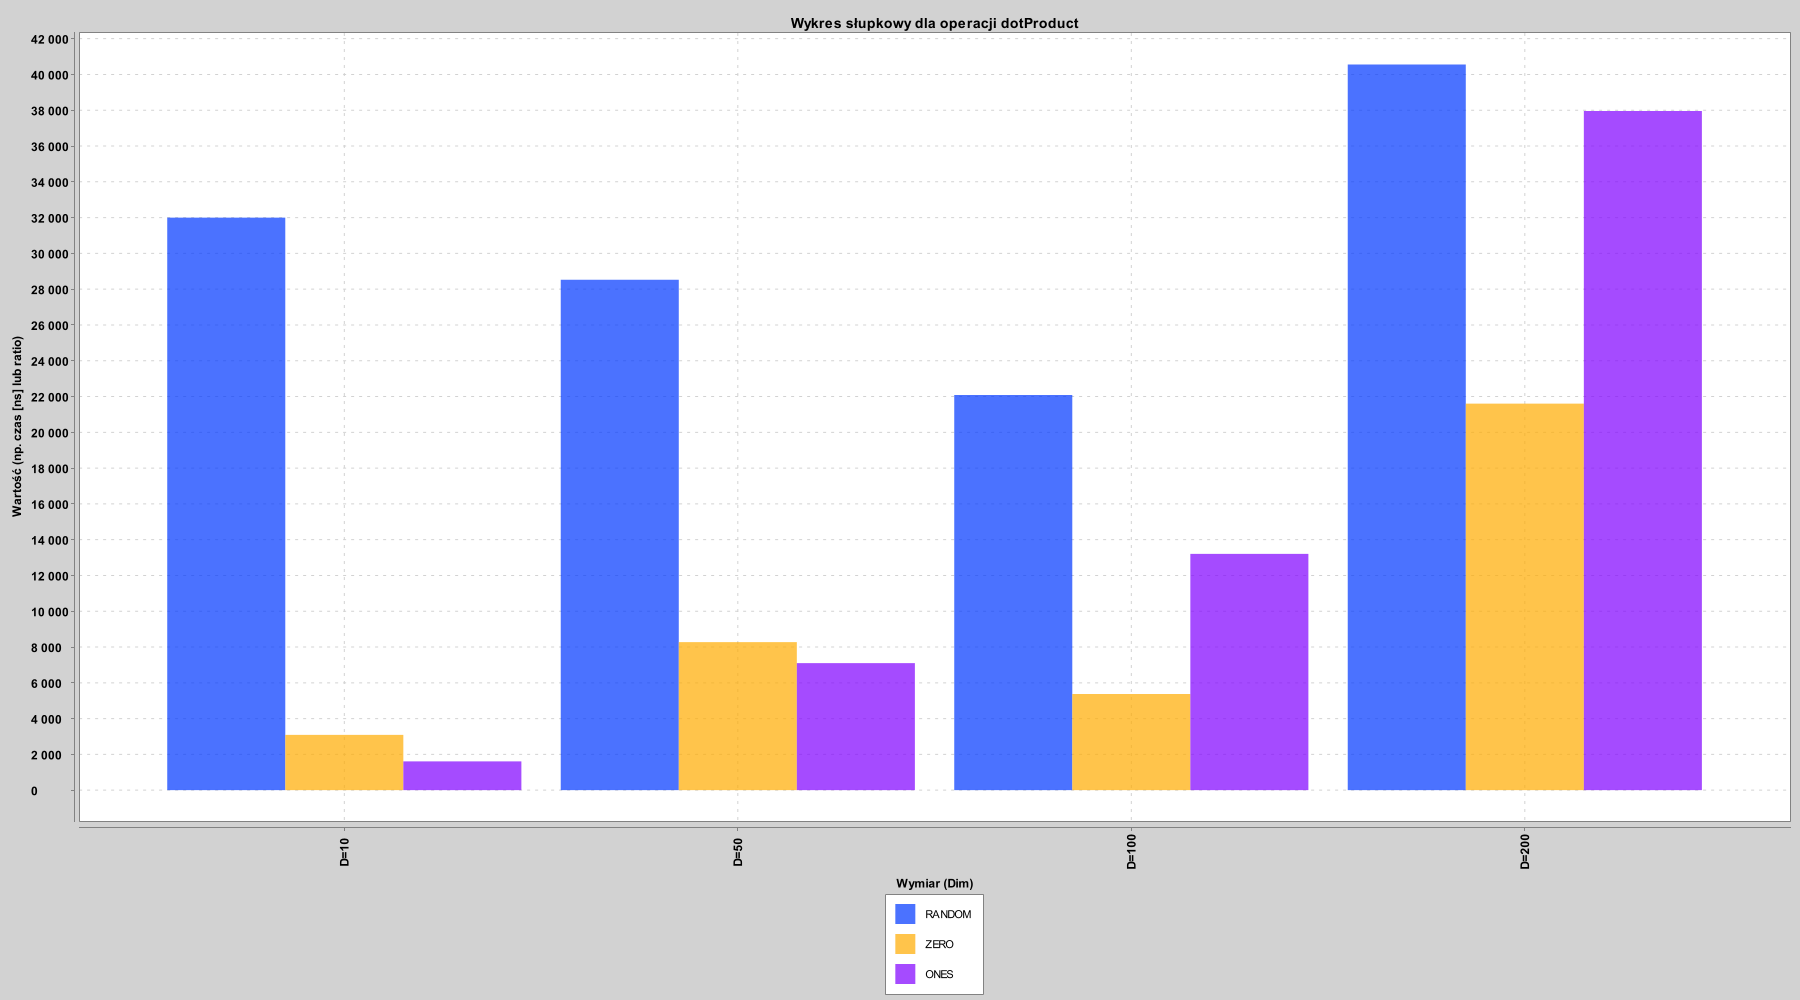 Wykres słupkowy dla operacji dotProduct
Wartość (np. czas [ns] lub ratio)
42 000
40 000
38 000
36 000
34 000
32 000
30 000
28 000
26 000
24 000
22 000
20 000
18 000
16 000
14 000
12 000
10 000
8 000
6 000
4 000
2 000
0
D=10
D=50
D=100
D=200
Wymiar (Dim)
RANDOM
ZERO
ONES